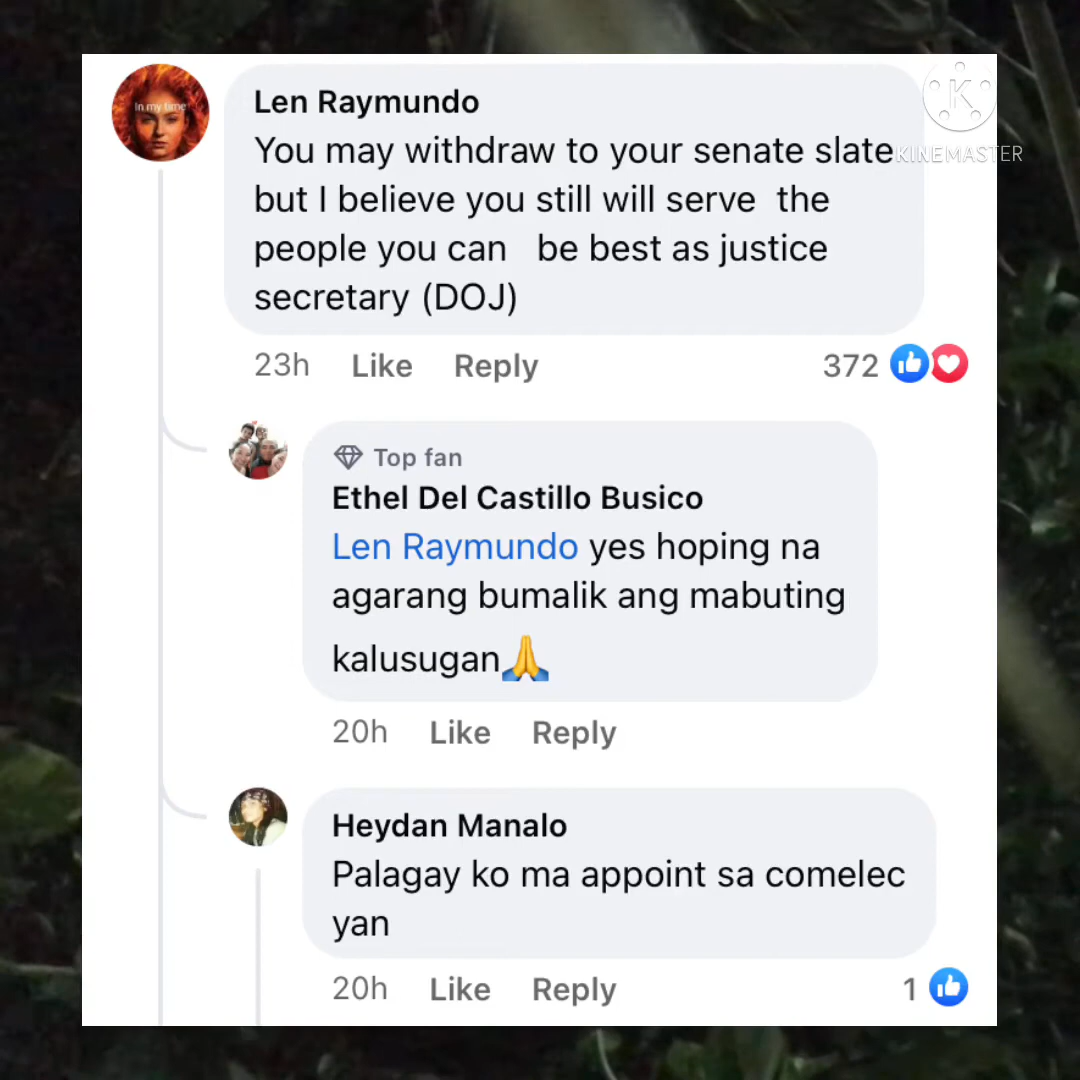 In my time
Len Raymundo
You may withdraw to your senate slate
but I believe you still will serve  the
people you can   be best as justice
secretary (DOJ)
K
KINEMASTER
23h Like Reply 372
Top fan
Ethel Del Castillo Busico
Len Raymundo yes hoping na
agarang bumalik ang mabuting
kalusugan🙏
20h Like Reply
Heydan Manalo
Palagay ko ma appoint sa comelec
yan
20h Like Reply 1